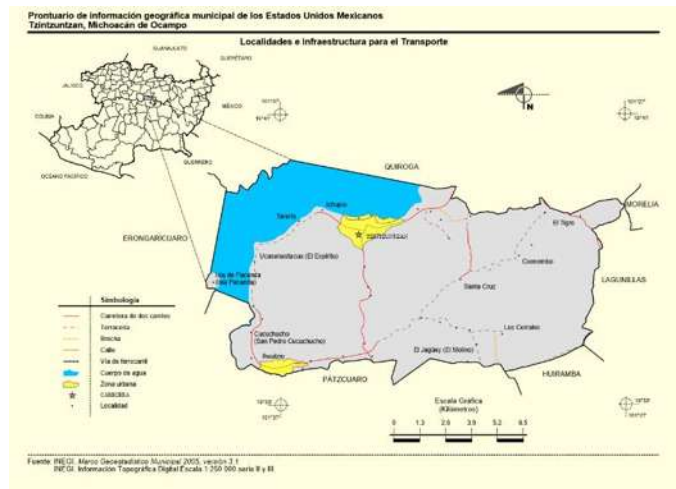 Prontuario de información geográfica municipal de los Estados Unidos Mexicanos
Tzintzuntzan, Michoacán de Ocampo
Localidades e Infraestructura para el Transporte
GUANAJUATO
QUERÉTARO
JALISCO
MÉXICO
COLIMA
GUERRERO
OCÉANO PACÍFICO
N
QUIROGA
MORELIA
ERONGARÍCUARO
LAGUNILLAS
HUIRAMBA
PÁTZCUARO
Ichupio
Tarerio
TZINTZUNTZAN
El Tigre
Ucasanastacua (El Espíritu)
Isla de Pacanda
Coenembo
Santa Cruz
Cucuchucho
(San Pedro Cucuchucho)
Ihuatzio
Los Corrales
El Jagüey (El Molino)
Simbología
Carretera de dos carriles
Terracería
Brecha
Calle
Vía de ferrocarril
Cuerpo de agua
Zona urbana
CABECERA
Localidad
Escala Gráfica
(Kilómetros)
0 1.3 2.6 3.9 5.2 6.5
Fuente: INEGI. Marco Geoestadístico Municipal 2005, versión 3.1
INEGI. Información Topográfica Digital Escala 1:250 000 serie II y III